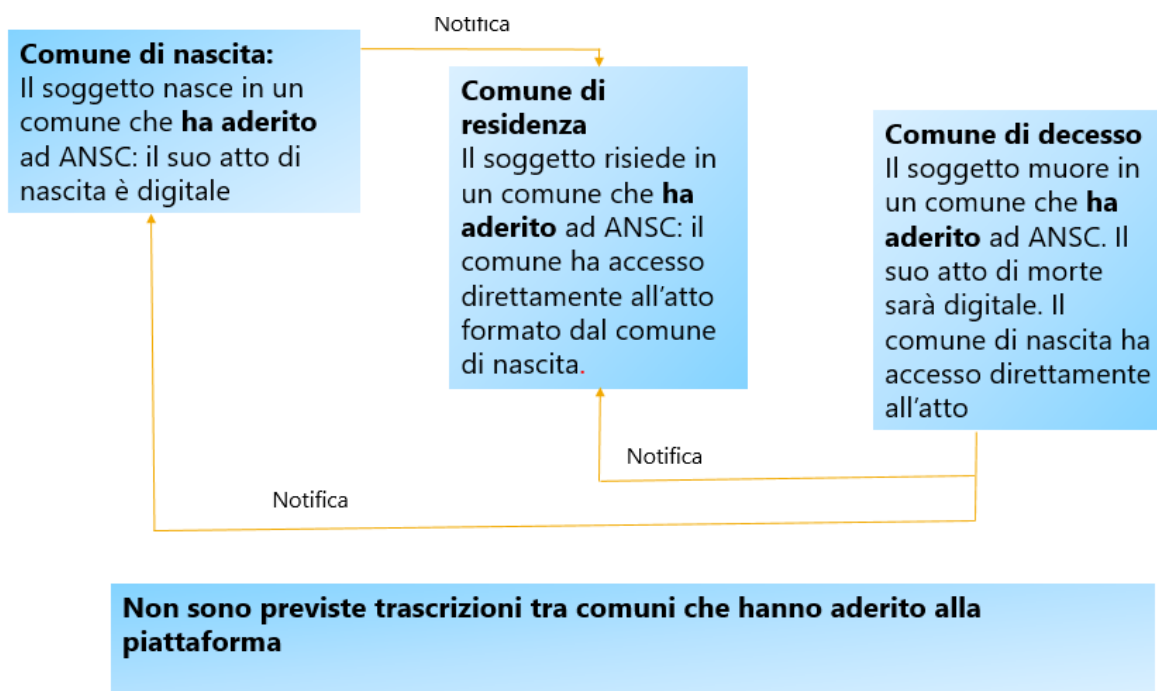 Notifica
Comune di nascita:
Il soggetto nasce in un
comune che ha aderito
ad ANSC: il suo atto di
nascita è digitale
Comune di
residenza
Il soggetto risiede in
un comune che ha
aderito ad ANSC: il
comune ha accesso
direttamente all'atto
formato dal comune
di nascita.
Comune di decesso
Il soggetto muore in
un comune che ha
aderito ad ANSC. Il
suo atto di morte
sarà digitale. Il
comune di nascita ha
accesso direttamente
all'atto
Notifica
Notifica
Non sono previste trascrizioni tra comuni che hanno aderito alla
piattaforma